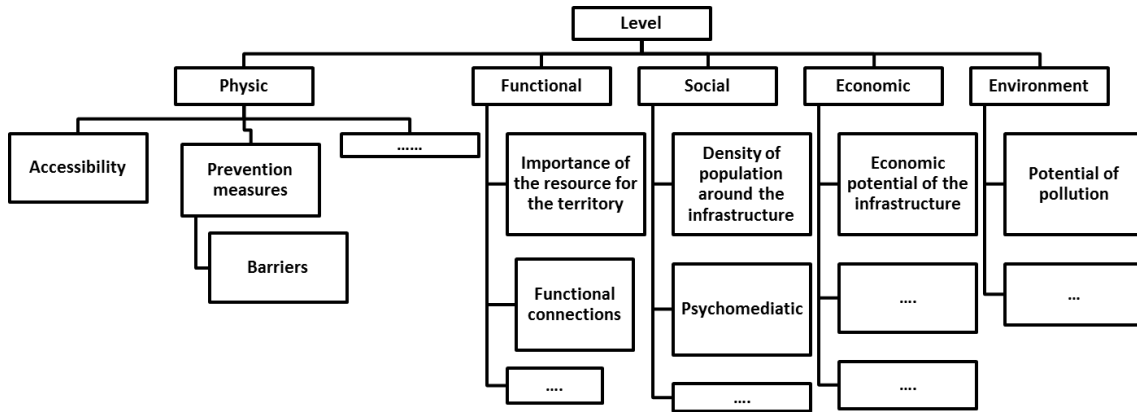 Level
Physic
Functional
Social
Economic
Environment
Accessibility
Prevention
measures
......
Barriers
Importance of
the resource for
the territory
Functional
connections
....
Density of
population
around the
infrastructure
Psychomediatic
....
Economic
potential of the
infrastructure
....
....
Potential of
pollution
...